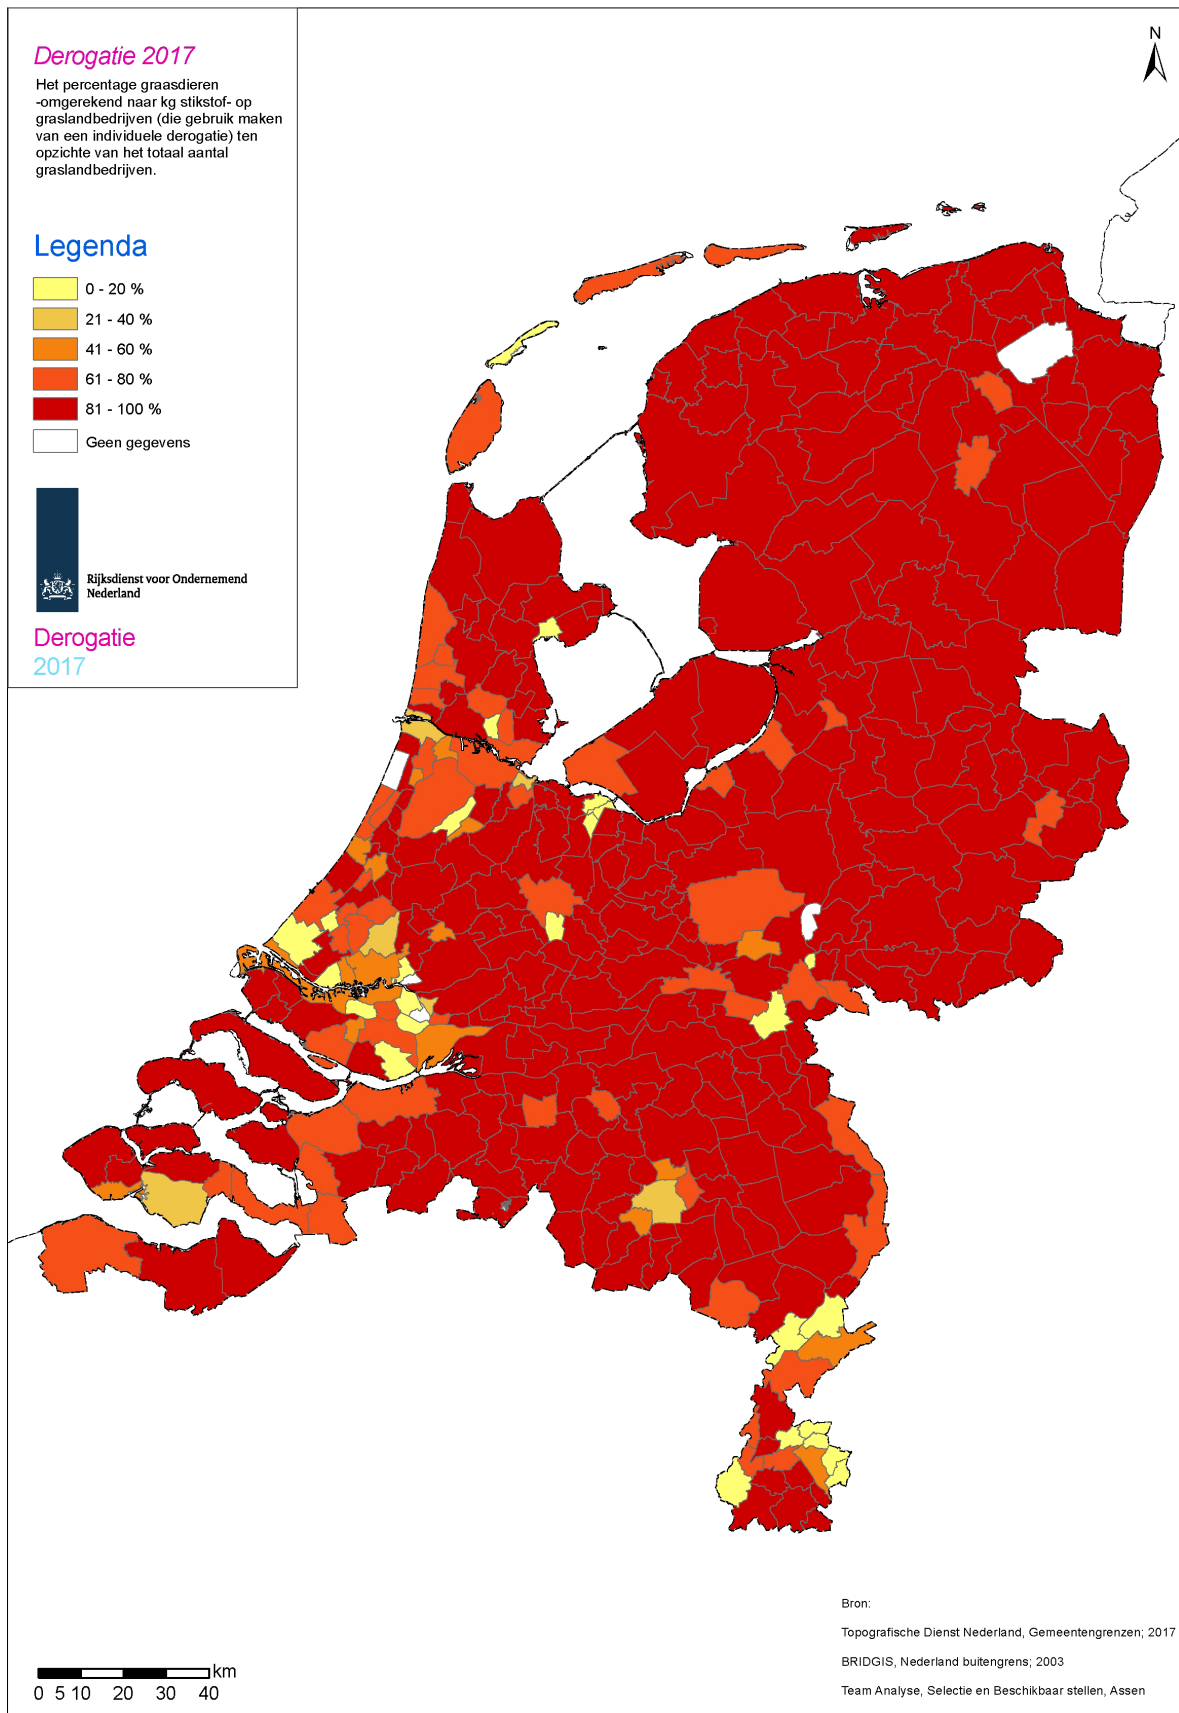 Derogatie 2017
Het percentage graasdieren
-omgerekend naar kg stikstof- op
graslandbedrijven (die gebruik maken
van een individuele derogatie) ten
opzichte van het totaal aantal
graslandbedrijven.
Legenda
0 - 20 %
21 - 40 %
41 - 60 %
61 - 80 %
81 - 100 %
Geen gegevens
Rijksdienst voor Ondernemend
Nederland
Derogatie
2017
N
km
0 5 10 20 30 40
Bron:
Topografische Dienst Nederland, Gemeentengrenzen; 2017
BRIDGIS, Nederland buitengrens; 2003
Team Analyse, Selectie en Beschikbaar stellen, Assen